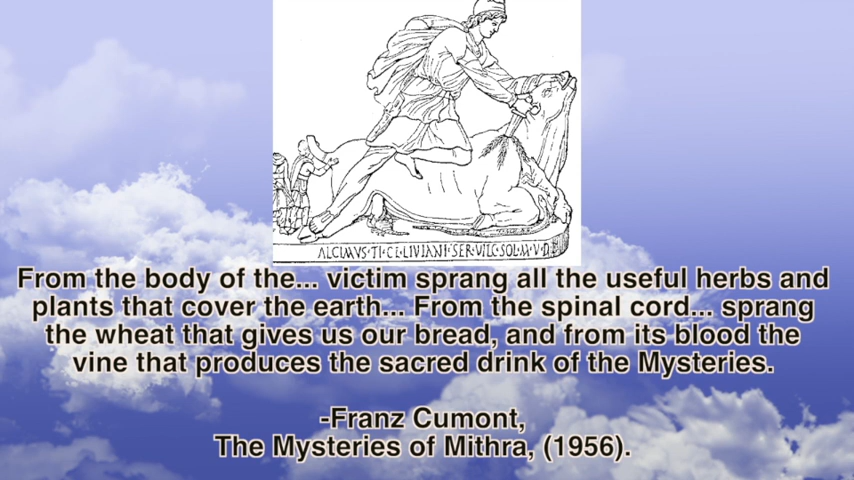 ALCIMVS·TI·CL·LIVIANI·SER·VILC·SOL·M·V·D
From the body of the... victim sprang all the useful herbs and
plants that cover the earth... From the spinal cord... sprang
the wheat that gives us our bread, and from its blood the
vine that produces the sacred drink of the Mysteries.
-Franz Cumont,
The Mysteries of Mithra, (1956).